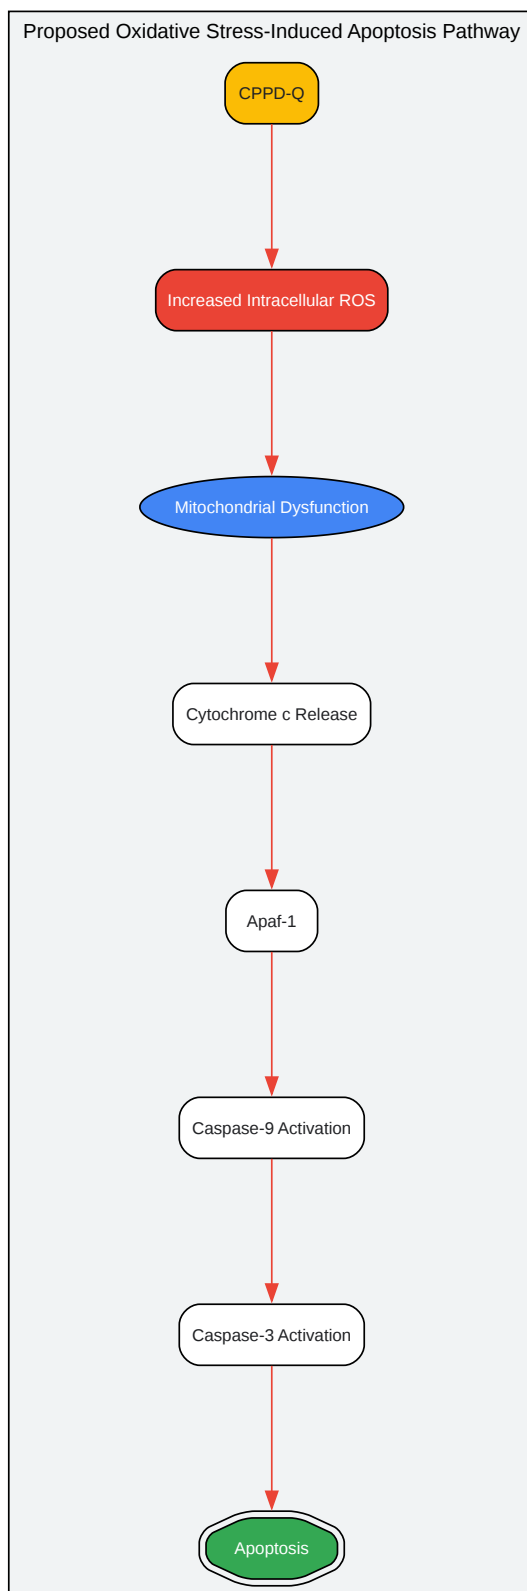 Proposed Oxidative Stress-Induced Apoptosis Pathway
CPPD-Q
Increased Intracellular ROS
Mitochondrial Dysfunction
Cytochrome c Release
Apaf-1
Caspase-9 Activation
Caspase-3 Activation
Apoptosis